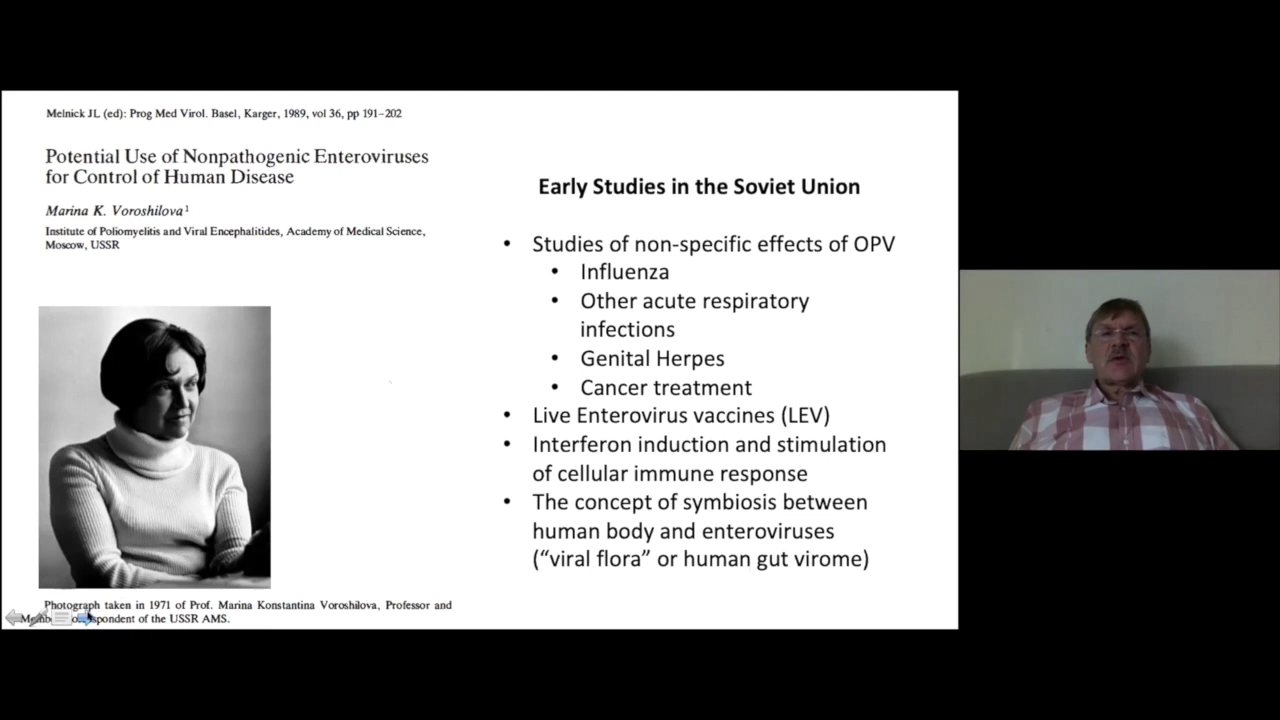 Melnick JL (ed): Prog Med Virol. Basel, Karger, 1989, vol 36, pp 191–202
Potential Use of Nonpathogenic Enteroviruses
for Control of Human Disease
Marina K. Voroshilova¹
Institute of Poliomyelitis and Viral Encephalitides, Academy of Medical Science,
Moscow, USSR
Photograph taken in 1971 of Prof. Marina Konstantina Voroshilova, Professor and
of the USSR AMS.
Early Studies in the Soviet Union
• Studies of non-specific effects of OPV
• Influenza
• Other acute respiratory
infections
• Genital Herpes
• Cancer treatment
• Live Enterovirus vaccines (LEV)
• Interferon induction and stimulation
of cellular immune response
• The concept of symbiosis between
human body and enteroviruses
(“viral flora” or human gut virome)